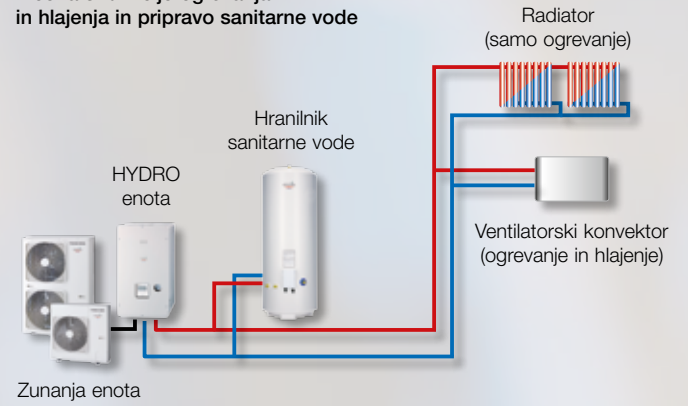 in hlajenja in pripravo sanitarne vode
Radiator
(samo ogrevanje)
Hranilnik
sanitarne vode
HYDRO
enota
Ventilatorski konvektor
(ogrevanje in hlajenje)
Zunanja enota